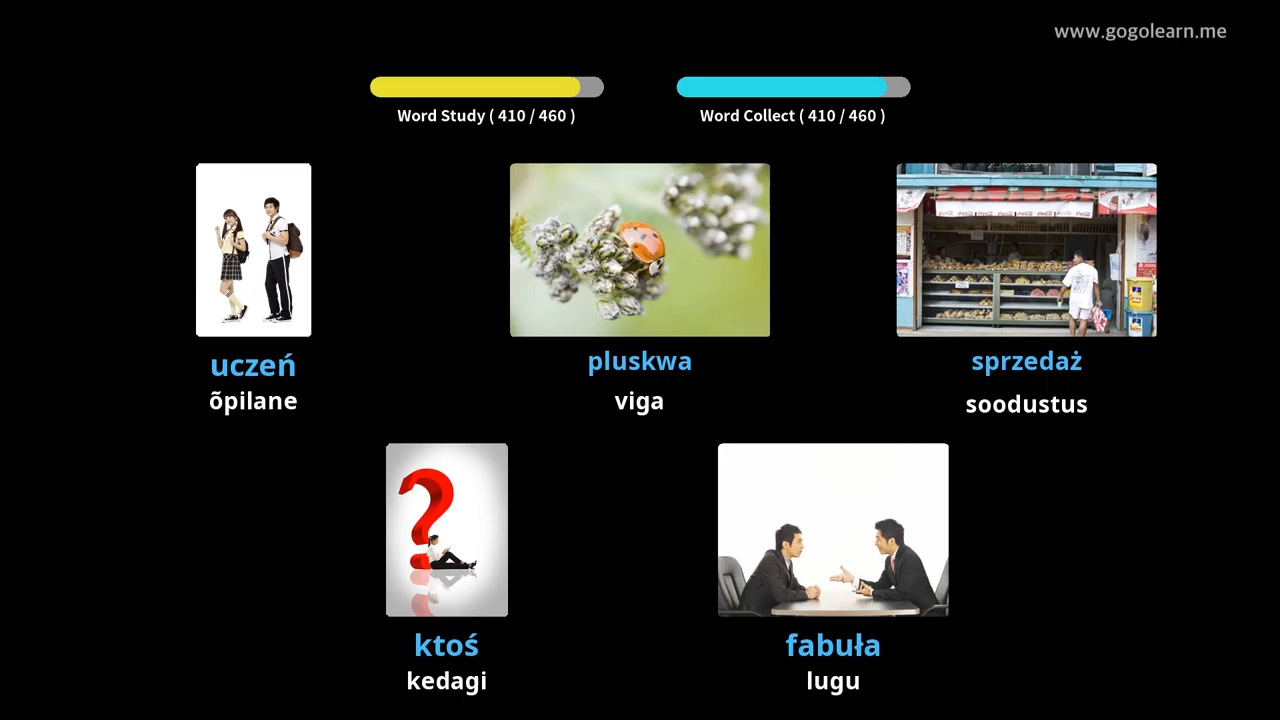 www.gogolearn.me
Word Study ( 410 / 460 )
Word Collect ( 410 / 460 )
uczeń
õpilane
pluskwa
viga
sprzedaż
soodustus
ktoś
kedagi
fabuła
lugu